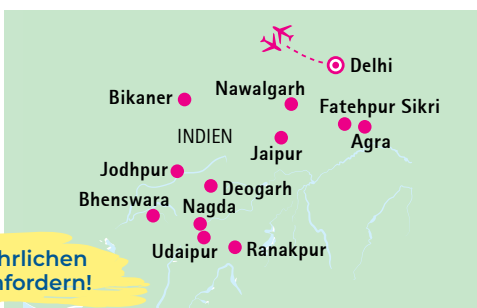 Delhi
Nawalgarh
Bikaner
Fatehpur Sikri
INDIEN
Agra
Jaipur
Jodhpur
Deogarh
Bhenswara
Nagda
Udaipur
Ranakpur
hrlichen
nfordern!